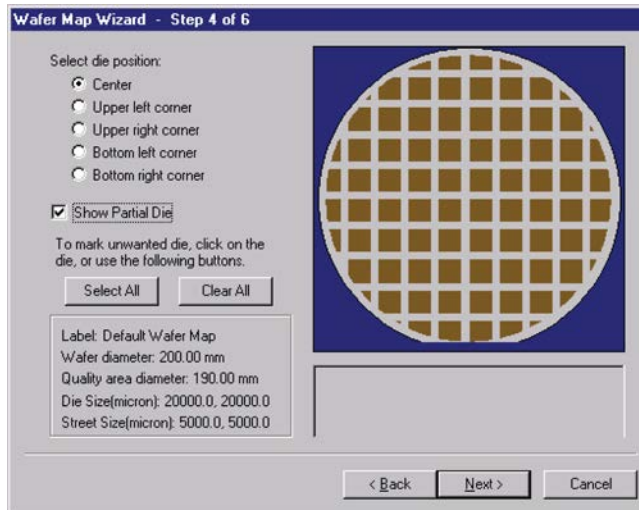 Wafer Map Wizard - Step 4 of 6
Select die position:
Center
Upper left corner
Upper right corner
Bottom left corner
Bottom right corner
Show Partial Die
To mark unwanted die, click on the
die, or use the following buttons.
Select All Clear All
Label: Default Wafer Map
Wafer diameter: 200.00 mm
Quality area diameter: 190.00 mm
Die Size(micron): 20000.0, 20000.0
Street Size(micron): 5000.0, 5000.0
< Back Next > Cancel